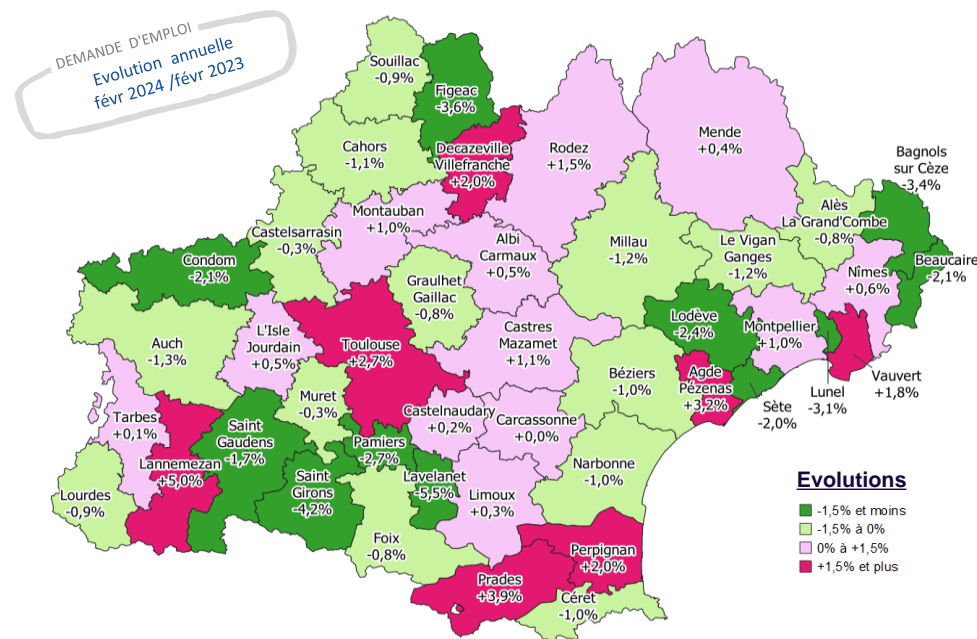 DEMANDE D'EMPLOI
Evolution annuelle
févr 2024 /févr 2023
Souillac
-0,9%
Figeac
-3,6%
Cahors
-1,1%
Decazeville
Villefranche
+2,0%
Rodez
+1,5%
Mende
+0,4%
Bagnols
sur Cèze
-3,4%
Alès
La Grand'Combe
-0,8%
Montauban
+1,0%
Castelsarrasin
-0,3%
Albi
Carmaux
+0,5%
Millau
-1,2%
Le Vigan
Ganges
-1,2%
Nîmes
+0,6%
Beaucaire
-2,1%
Condom
-2,1%
Graulhet
Gaillac
-0,8%
Auch
-1,3%
L'Isle
Jourdain
+0,5%
Toulouse
+2,7%
Castres
Mazamet
+1,1%
Lodève
-2,4%
Montpellier
+1,0%
Béziers
-1,0%
Agde
Pézenas
+3,2%
Sète
-2,0%
Lunel
-3,1%
Vauvert
+1,8%
Muret
-0,3%
Tarbes
+0,1%
Saint
Gaudens
-1,7%
Castelnaudary
+0,2%
Carcassonne
+0,0%
Pamiers
-2,7%
Lannemezan
+5,0%
Saint
Girons
-4,2%
Lavelanet
-5,5%
Limoux
+0,3%
Narbonne
-1,0%
Lourdes
-0,9%
Foix
-0,8%
Perpignan
+2,0%
Prades
+3,9%
Céret
-1,0%
Evolutions
-1,5% et moins
-1,5% à 0%
0% à +1,5%
+1,5% et plus